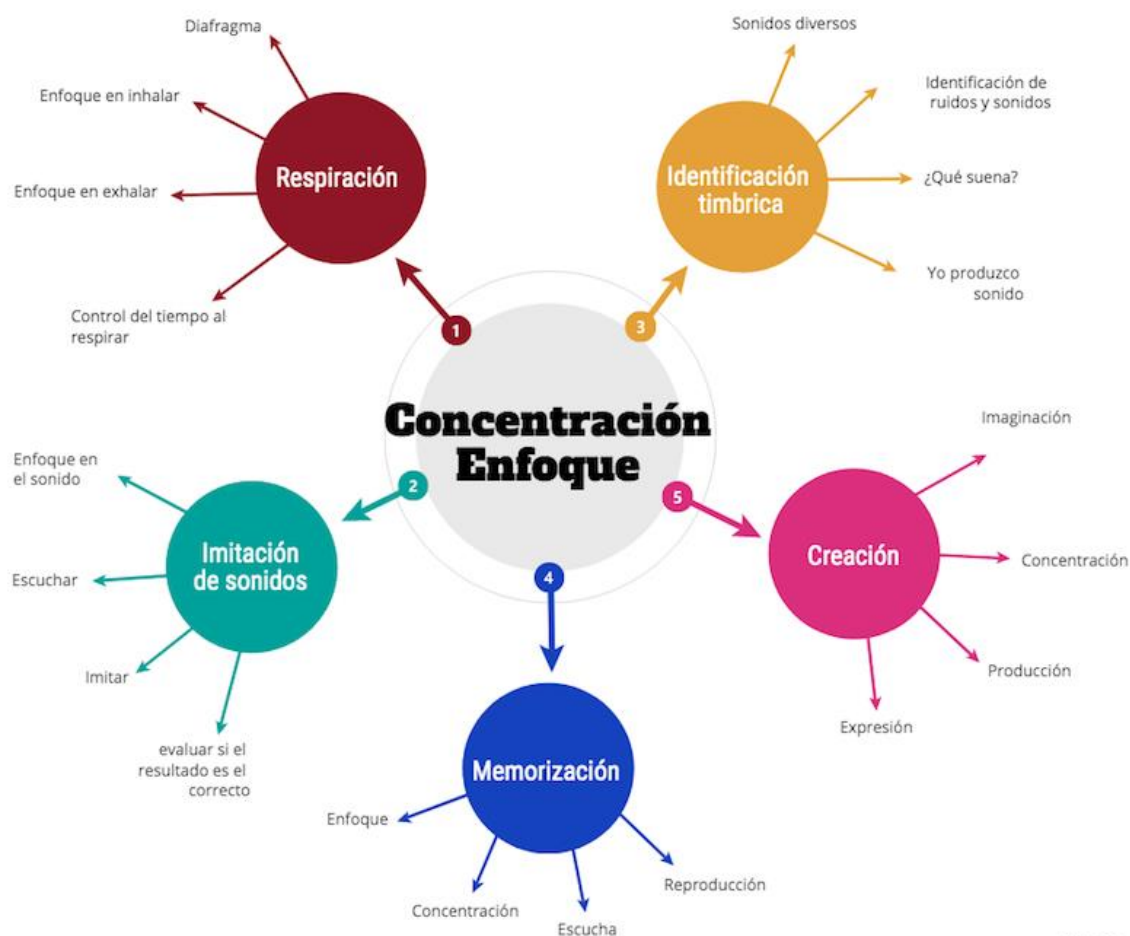 Concentración
Enfoque
1
Respiración
Diafragma
Enfoque en inhalar
Enfoque en exhalar
Control del tiempo al
respirar
2
Imitación
de sonidos
Enfoque en
el sonido
Escuchar
Imitar
evaluar si el
resultado es el
correcto
3
Identificación
timbrica
Sonidos diversos
Identificación de
ruidos y sonidos
¿Qué suena?
Yo produzco
sonido
4
Memorización
Enfoque
Concentración
Escucha
Reproducción
5
Creación
Imaginación
Concentración
Producción
Expresión